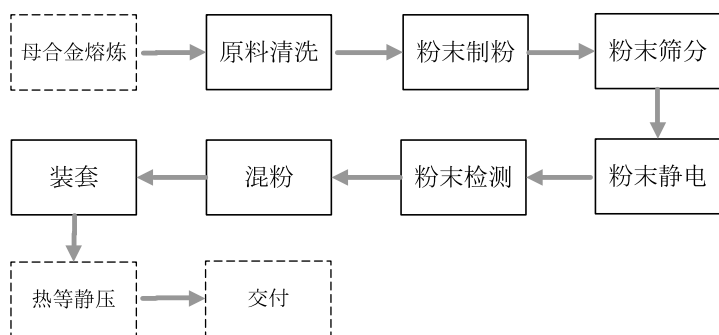 母合金熔炼
原料清洗
粉末制粉
粉末筛分
粉末静电
粉末检测
混粉
装套
热等静压
交付